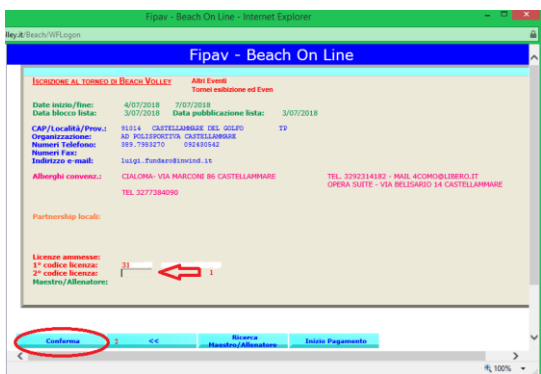 Fipav - Beach On Line - Internet Explorer
lley.it/Beach/WFLogon
Fipav - Beach On Line
ISCRIZIONE AL TORNEO DI BEACH VOLLEY Altri Eventi
Tornei esibizione ed Even
Data inizio/fine: 4/07/2018 7/07/2018
Data blocco lista: 3/07/2018 Data pubblicazione lista: 3/07/2018
CAP/Località/Prov.: 91014 CASTELLAMMARE DEL GOLFO TP
Organizzazione: AD POLISPORTIVA CASTELLAMMARE
Numeri Telefono: 389.7983270 092430542
Numeri Fax:
Indirizzo e-mail: luigi.fundaro@inwind.it
Alberghi convenz.: CIALOMA- VIA MARCONI 86 CASTELLAMMARE TEL. 3292314182 - MAIL 4COMO@LIBERO.IT
OPERA SUITE - VIA BELISARIO 14 CASTELLAMMARE
TEL 3277384090
Partnership locali:
Licenze ammesse:
1° codice licenza: 31
2° codice licenza: 1
Maestro/Allenatore:
Conferma << Ricerca Maestro/Allenatore Inizio Pagamento
100%